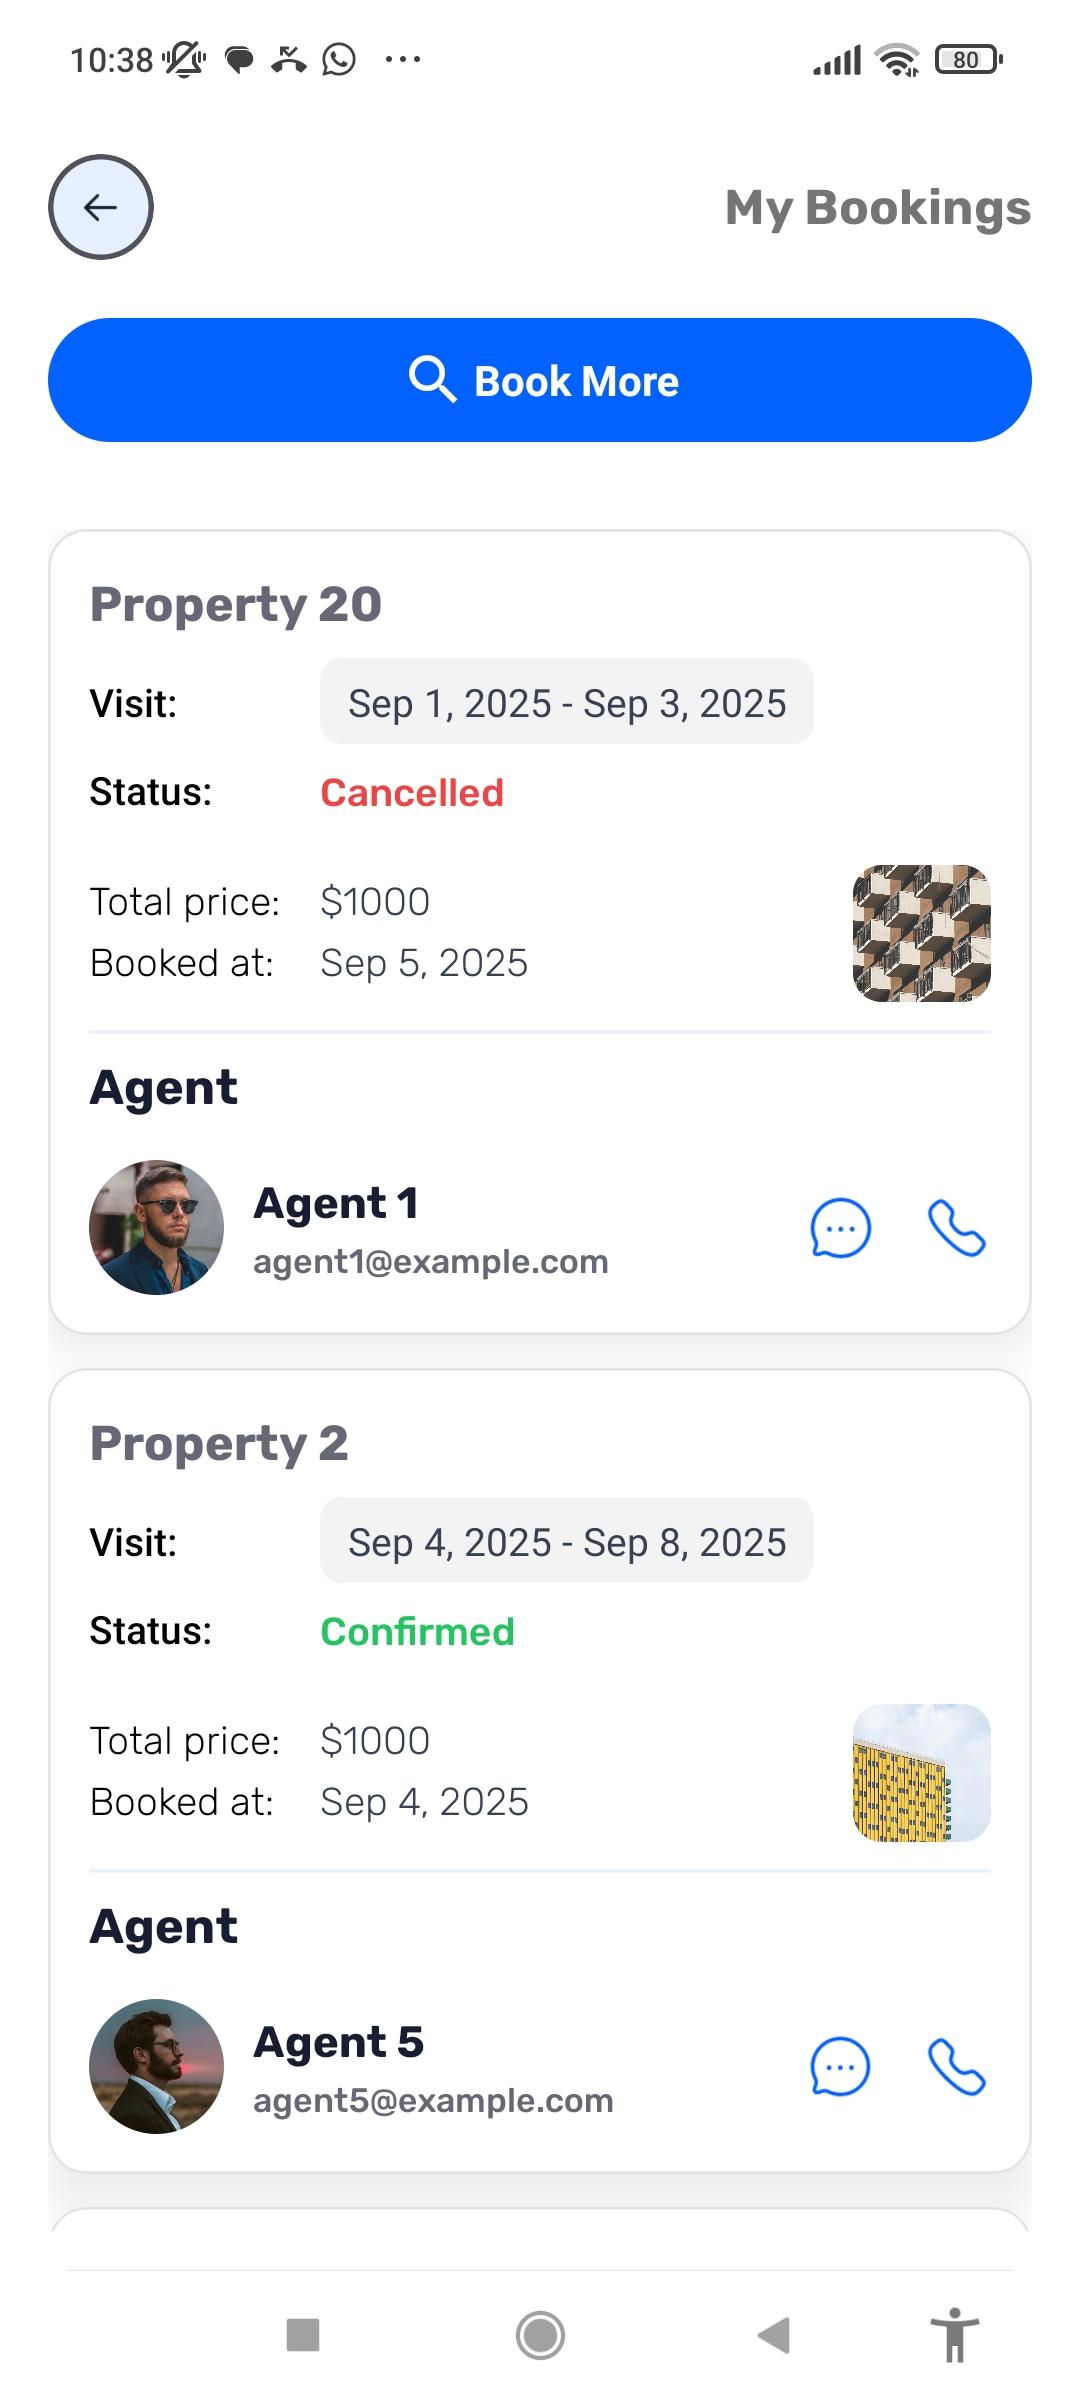 10:38
80
My Bookings
Book More
Property 20
Visit: Sep 1, 2025 - Sep 3, 2025
Status: Cancelled
Total price: $1000
Booked at: Sep 5, 2025
Agent
Agent 1
agent1@example.com
Property 2
Visit: Sep 4, 2025 - Sep 8, 2025
Status: Confirmed
Total price: $1000
Booked at: Sep 4, 2025
Agent
Agent 5
agent5@example.com